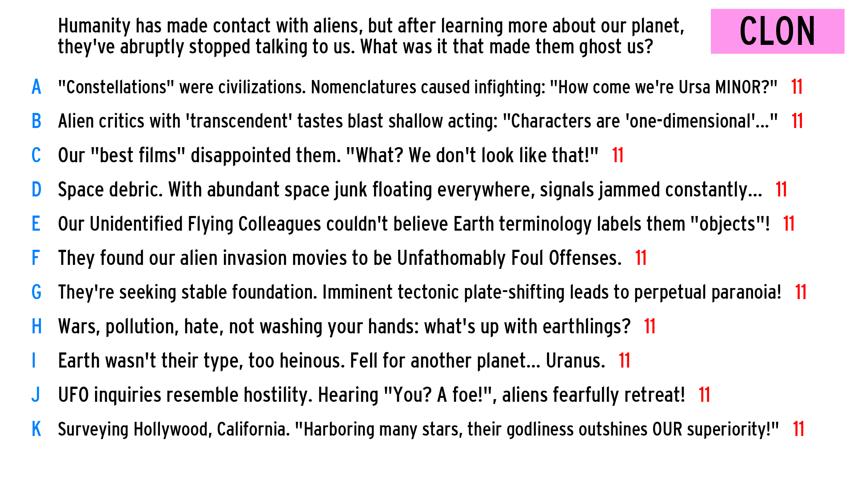 Humanity has made contact with aliens, but after learning more about our planet,
they've abruptly stopped talking to us. What was it that made them ghost us?
CLON
A "Constellations" were civilizations. Nomenclatures caused infighting: "How come we're Ursa MINOR?" 11
B Alien critics with 'transcendent' tastes blast shallow acting: "Characters are 'one-dimensional'..." 11
C Our "best films" disappointed them. "What? We don't look like that!" 11
D Space debric. With abundant space junk floating everywhere, signals jammed constantly... 11
E Our Unidentified Flying Colleagues couldn't believe Earth terminology labels them "objects"! 11
F They found our alien invasion movies to be Unfathomably Foul Offenses. 11
G They're seeking stable foundation. Imminent tectonic plate-shifting leads to perpetual paranoia! 11
H Wars, pollution, hate, not washing your hands: what's up with earthlings? 11
I Earth wasn't their type, too heinous. Fell for another planet... Uranus. 11
J UFO inquiries resemble hostility. Hearing "You? A foe!", aliens fearfully retreat! 11
K Surveying Hollywood, California. "Harboring many stars, their godliness outshines OUR superiority!" 11